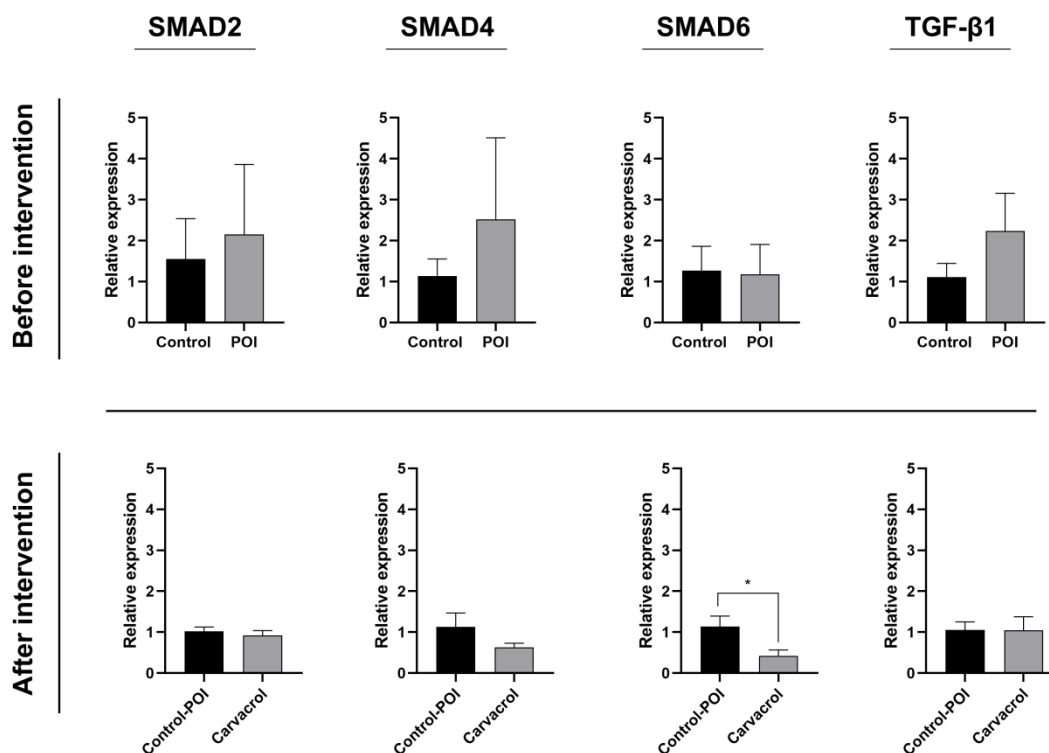 SMAD2
SMAD4
SMAD6
TGF-β1
Before intervention
Relative expression
5
4
3
2
1
0
Control
POI
Relative expression
5
4
3
2
1
0
Control
POI
Relative expression
5
4
3
2
1
0
Control
POI
Relative expression
5
4
3
2
1
0
Control
POI
After intervention
Relative expression
5
4
3
2
1
0
Control-POI
Carvacrol
Relative expression
5
4
3
2
1
0
Control-POI
Carvacrol
Relative expression
5
4
3
2
1
0
*
Control-POI
Carvacrol
Relative expression
5
4
3
2
1
0
Control-POI
Carvacrol